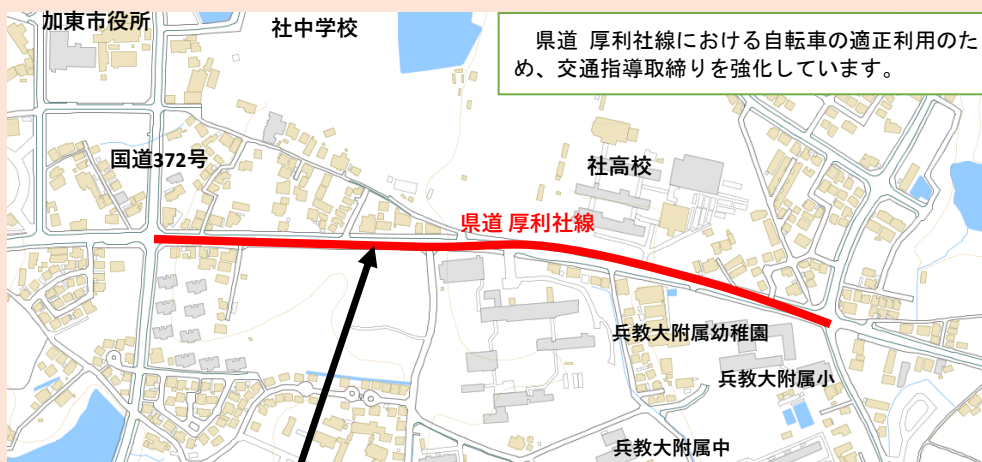 加東市役所
社中学校
県道 厚利社線における自転車の適正利用のた
め、交通指導取締りを強化しています。
国道372号
社高校
県道 厚利社線
兵教大附属幼稚園
兵教大附属小
兵教大附属中